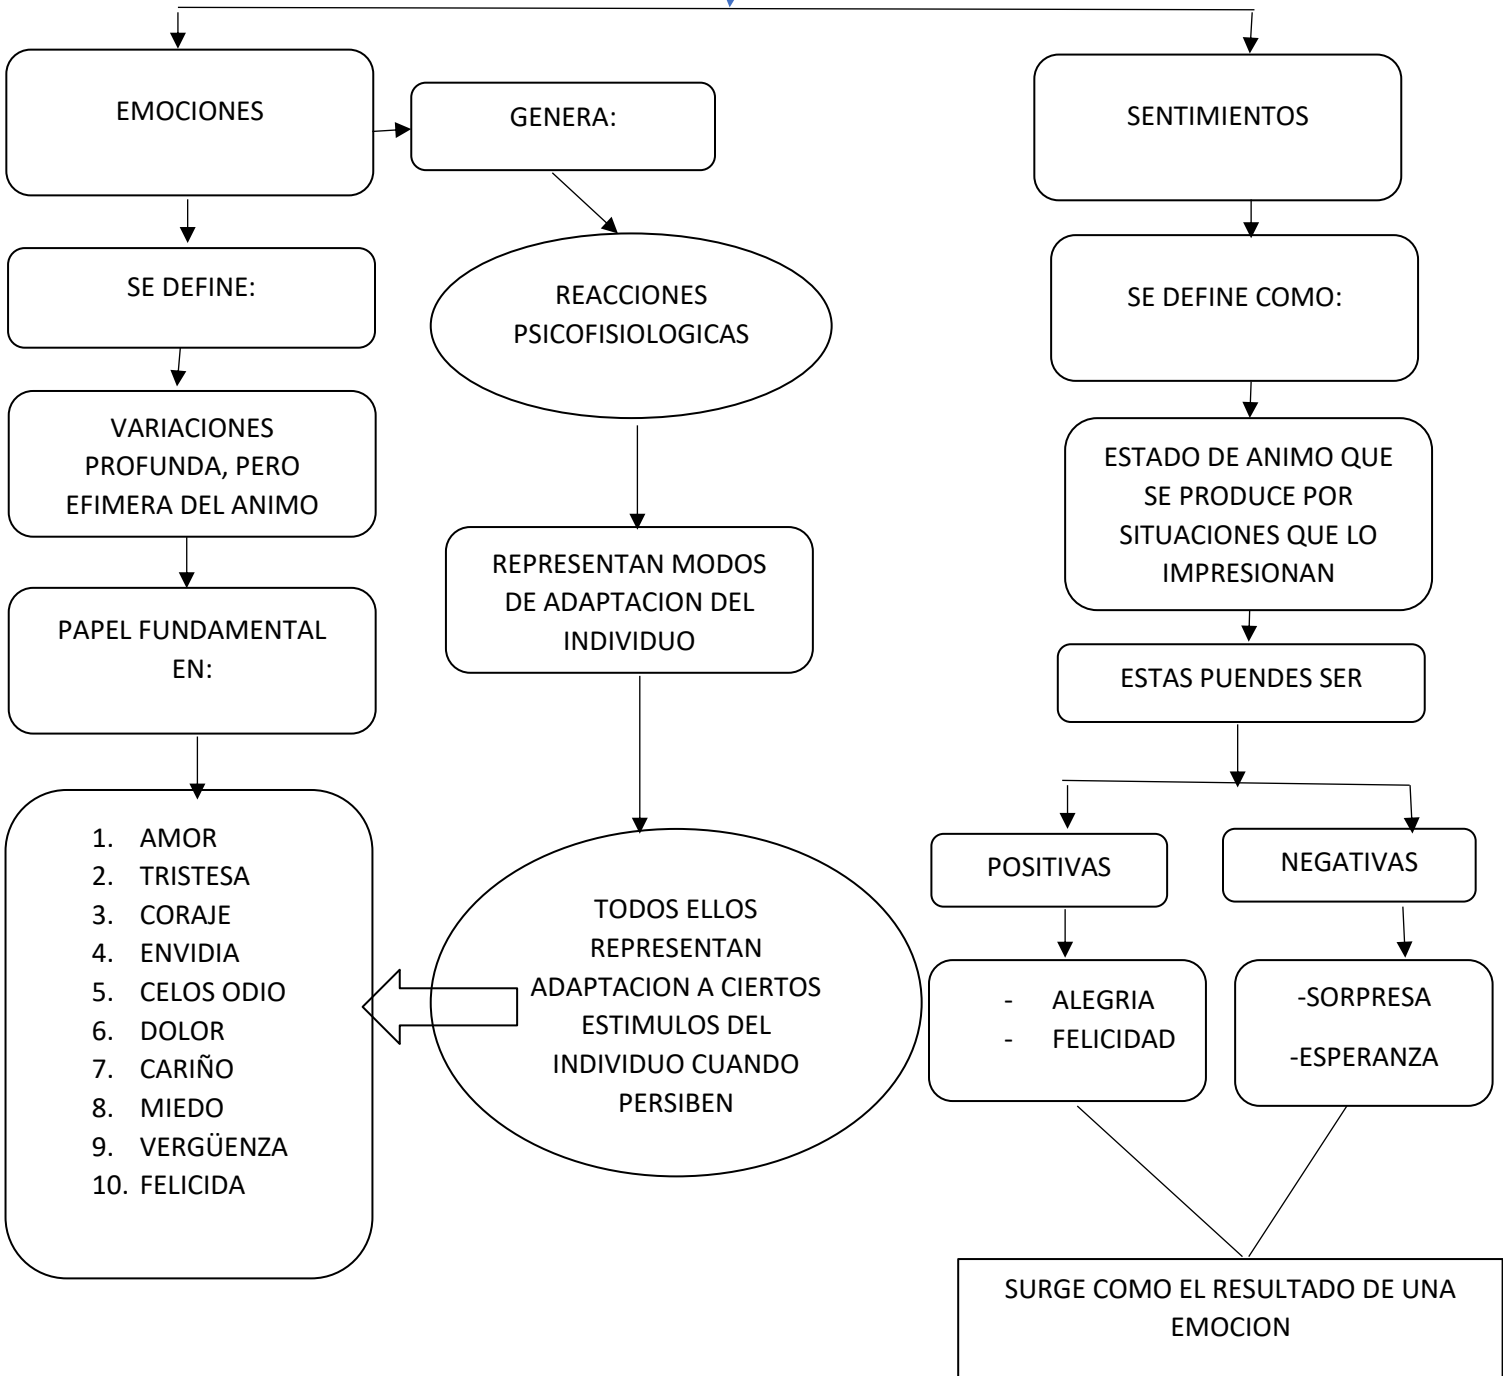 EMOCIONES
GENERA:
SENTIMIENTOS
SE DEFINE:
REACCIONES
PSICOFISIOLOGICAS
SE DEFINE COMO:
VARIACIONES
PROFUNDA, PERO
EFIMERA DEL ANIMO
ESTADO DE ANIMO QUE
SE PRODUCE POR
SITUACIONES QUE LO
IMPRESIONAN
REPRESENTAN MODOS
DE ADAPTACION DEL
INDIVIDUO
PAPEL FUNDAMENTAL
EN:
ESTAS PUENDES SER
1. AMOR
2. TRISTESA
3. CORAJE
4. ENVIDIA
5. CELOS ODIO
6. DOLOR
7. CARIÑO
8. MIEDO
9. VERGÜENZA
10. FELICIDA
TODOS ELLOS
REPRESENTAN
ADAPTACION A CIERTOS
ESTIMULOS DEL
INDIVIDUO CUANDO
PERSIBEN
POSITIVAS
NEGATIVAS
- ALEGRIA
- FELICIDAD
-SORPRESA
-ESPERANZA
SURGE COMO EL RESULTADO DE UNA
EMOCION